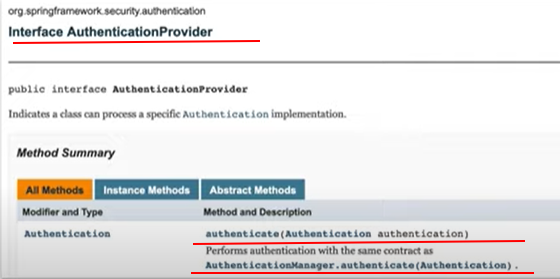 org.springframework.security.authentication
Interface AuthenticationProvider
public interface AuthenticationProvider
Indicates a class can process a specific Authentication implementation.
Method Summary
All Methods Instance Methods Abstract Methods
Modifier and Type Method and Description
Authentication authenticate(Authentication authentication)
Performs authentication with the same contract as
AuthenticationManager.authenticate(Authentication).